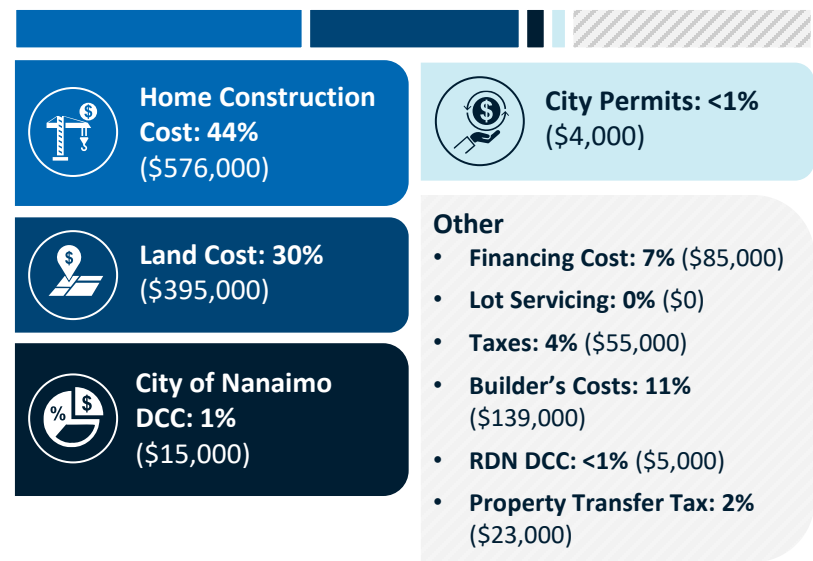 Home Construction
Cost: 44%
($576,000)
Land Cost: 30%
($395,000)
City of Nanaimo
DCC: 1%
($15,000)
City Permits: <1%
($4,000)
Other
• Financing Cost: 7% ($85,000)
• Lot Servicing: 0% ($0)
• Taxes: 4% ($55,000)
• Builder’s Costs: 11%
($139,000)
• RDN DCC: <1% ($5,000)
• Property Transfer Tax: 2%
($23,000)
$
$
% $
$